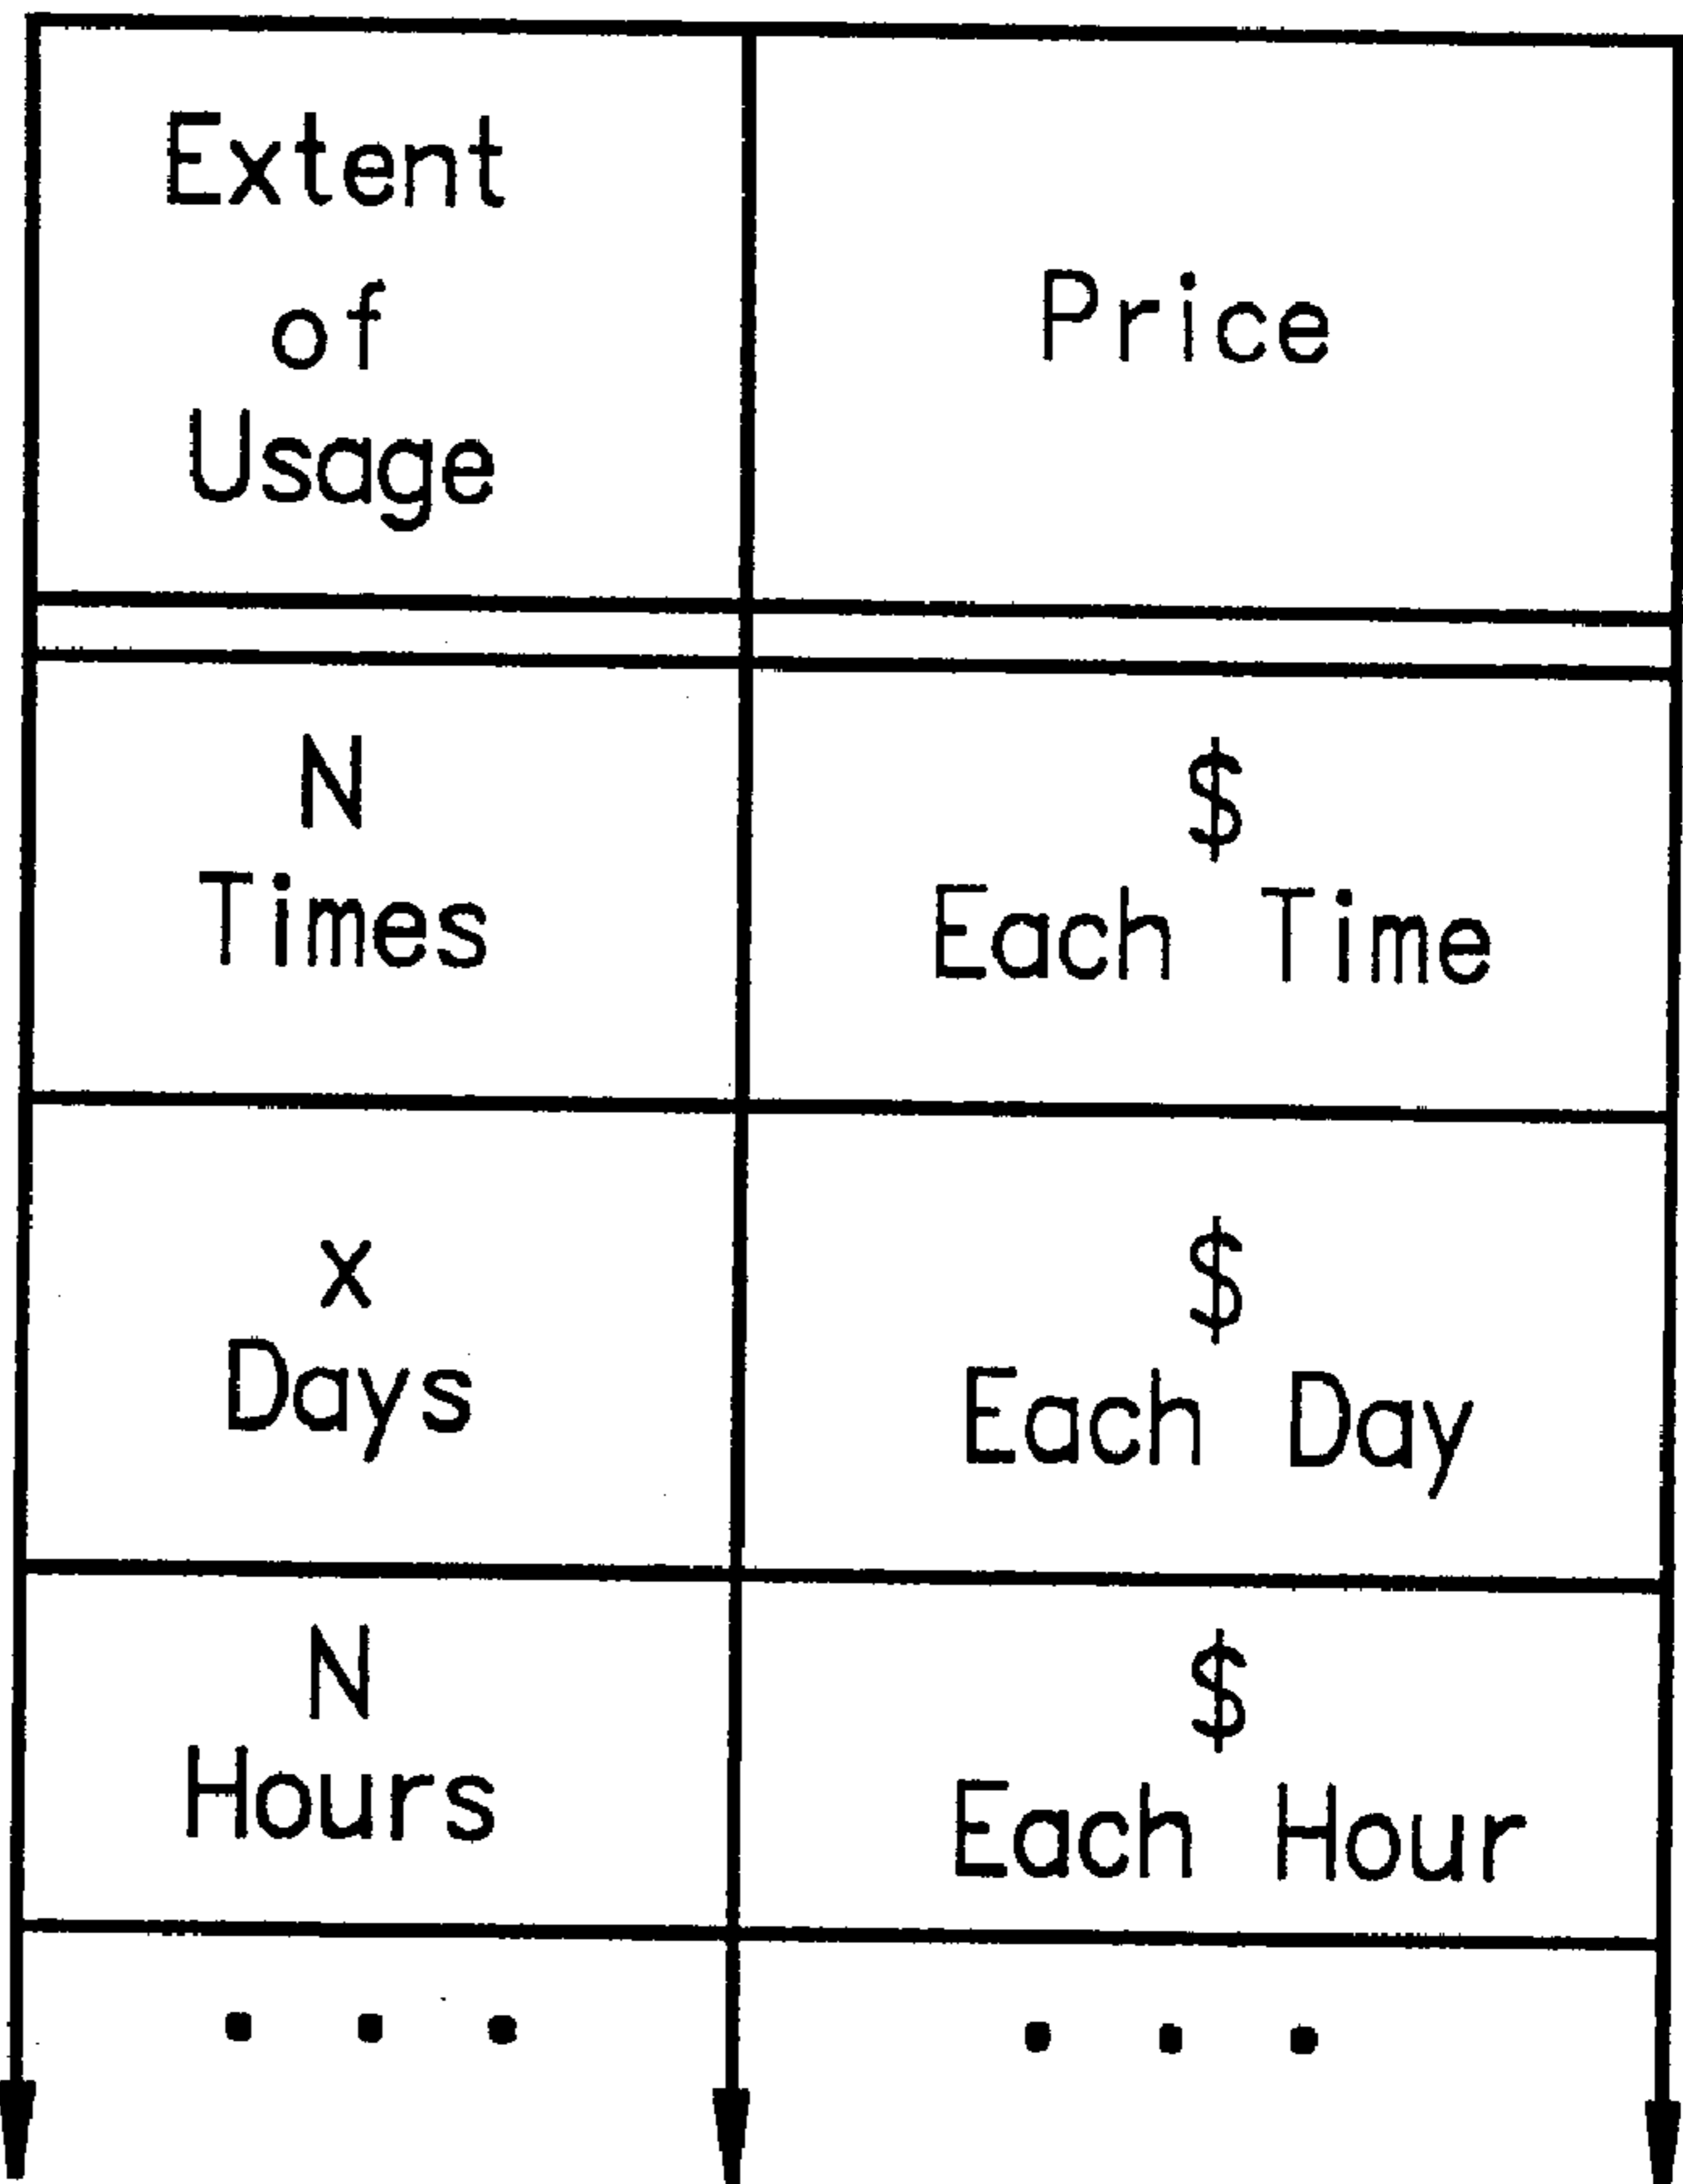 Extent
of
Usage
Price
N
Times
$
Each Time
x
Days
$
Each Day
N
Hours
$
Each Hour
. . .
. . .